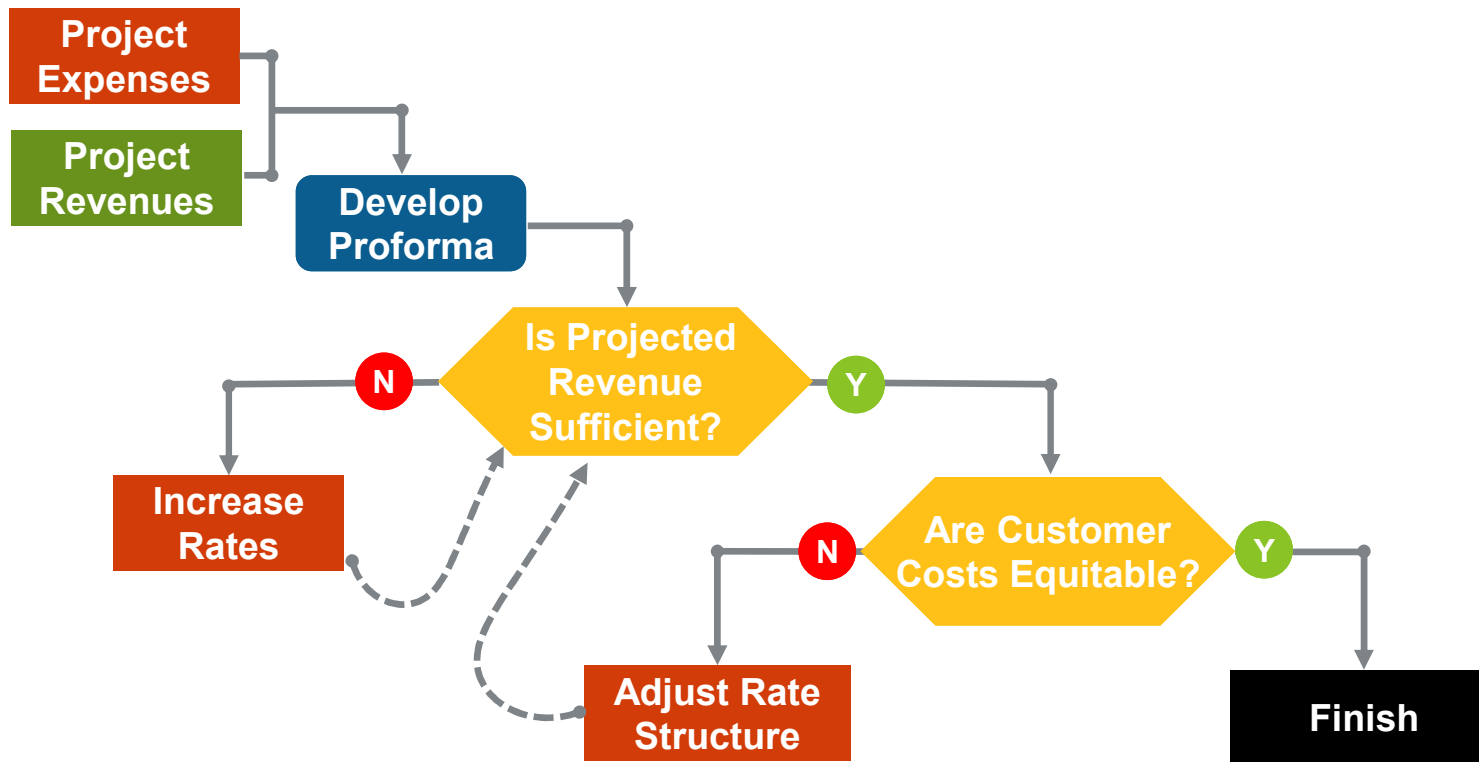 Project
Expenses
Project
Revenues
Develop
Proforma
Is Projected
Revenue
Sufficient?
N
Y
Increase
Rates
Are Customer
Costs Equitable?
N
Y
Adjust Rate
Structure
Finish